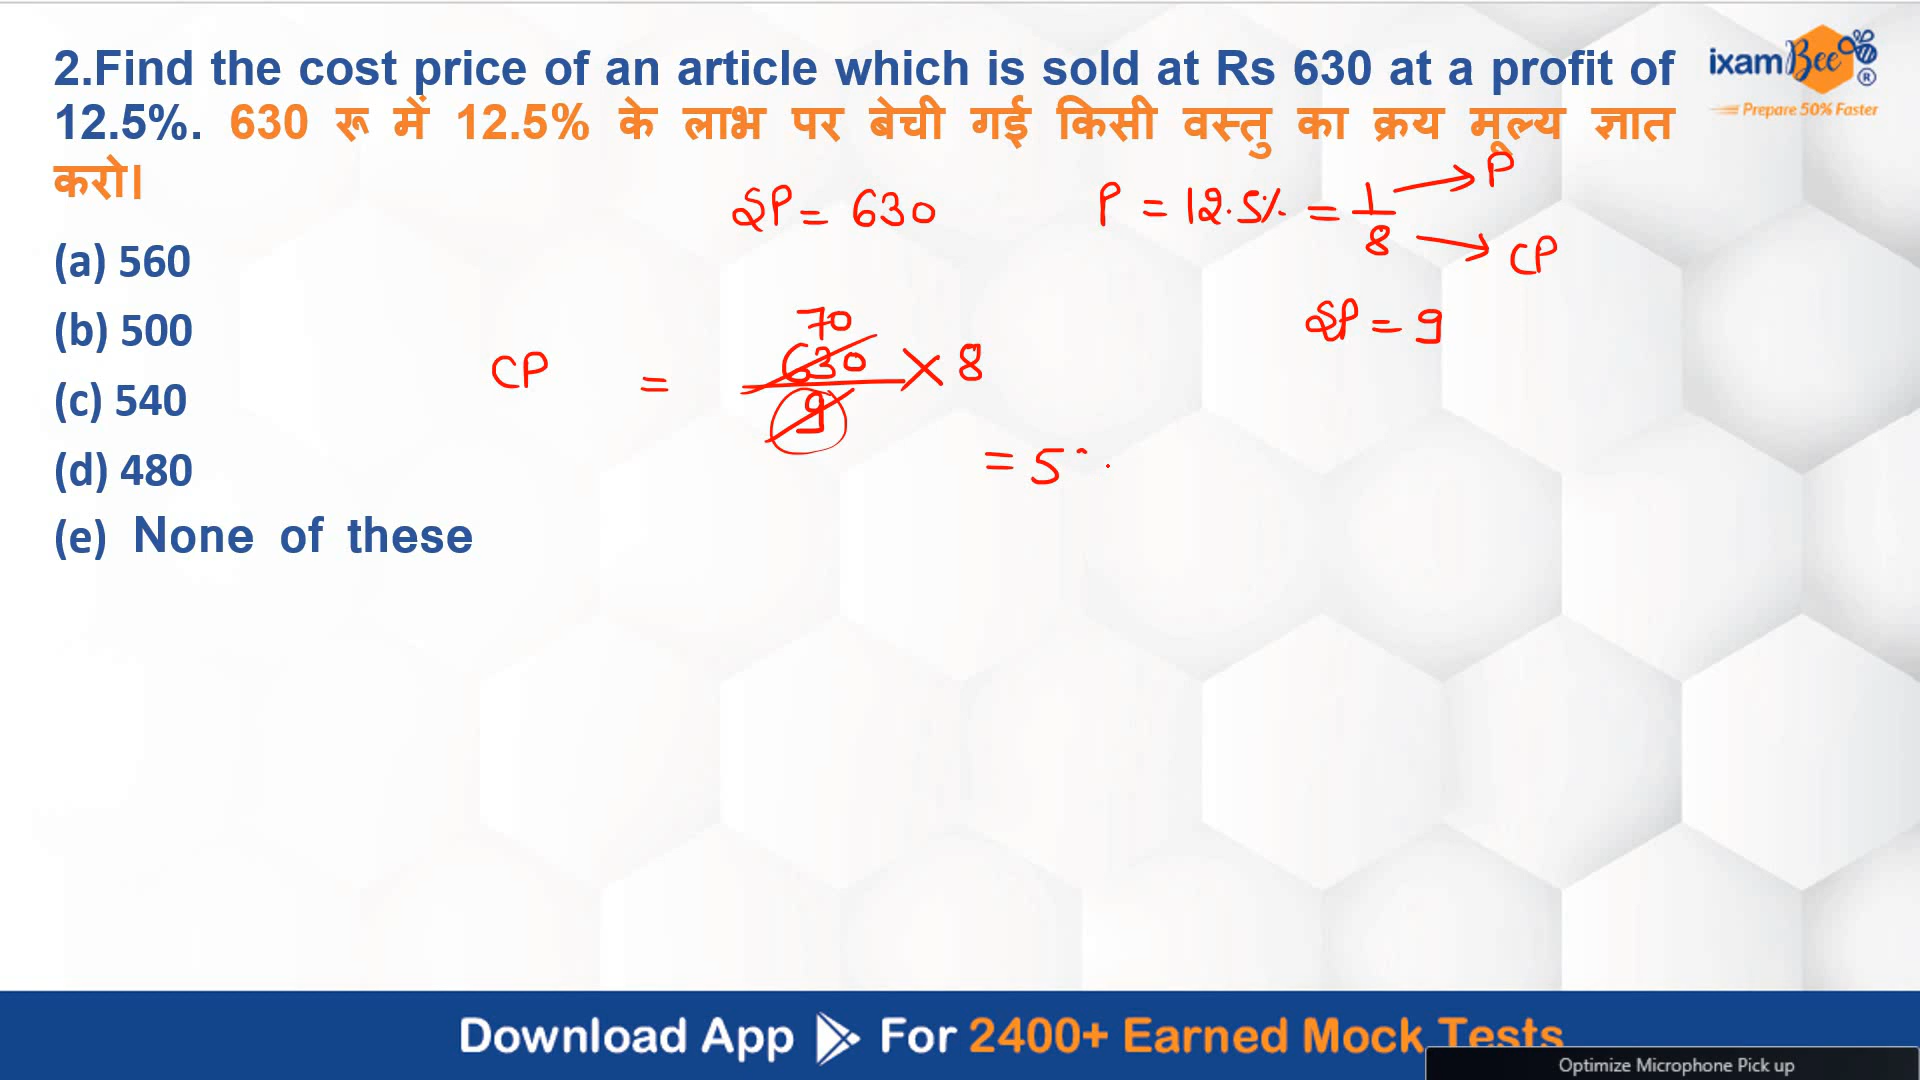 2.Find the cost price of an article which is sold at Rs 630 at a profit of
12.5%. 630 रू में 12.5% के लाभ पर बेची गई किसी वस्तु का क्रय मूल्य ज्ञात
करो।
ixamBee ®
Prepare 50% Faster
SP = 630
P = 12.5% = 1/8
P
CP
(a) 560
SP = 9
(b) 500
70
CP = 630/9 × 8
(c) 540
= 5
(d) 480
(e) None of these
Download App For 2400+ Earned Mock Tests
Optimize Microphone Pick up